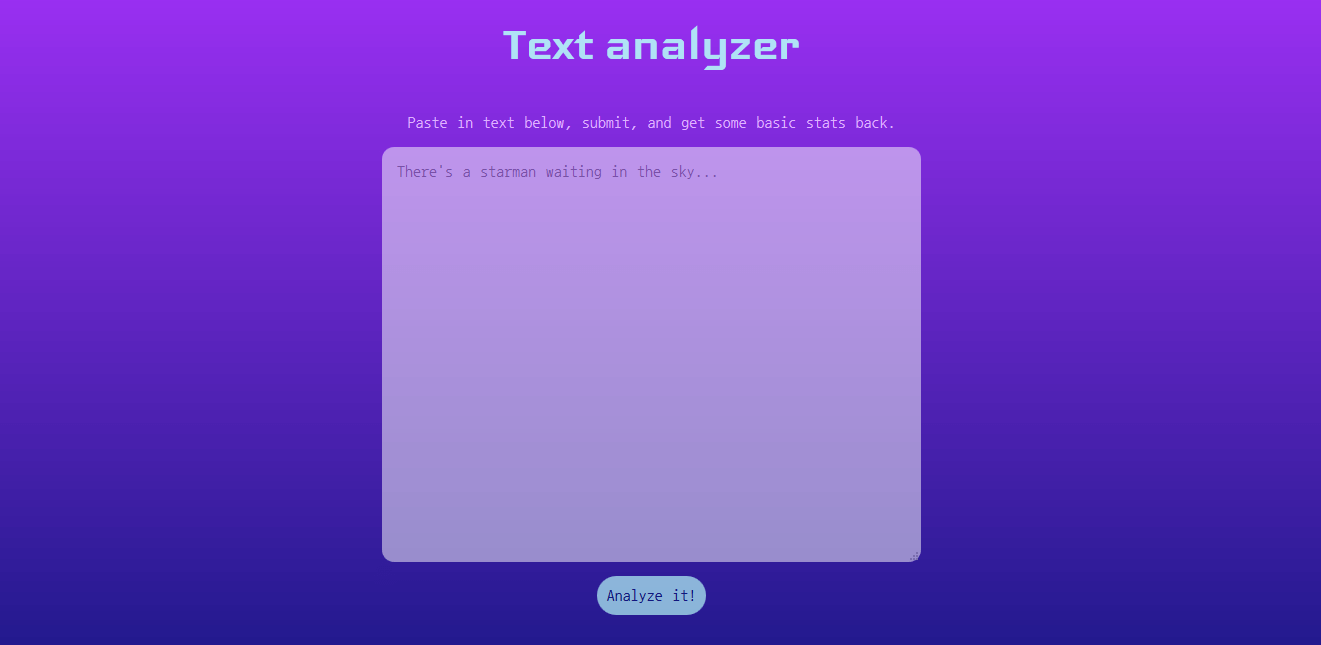 Text analyzer
Paste in text below, submit, and get some basic stats back.
There's a starman waiting in the sky...
Analyze it!